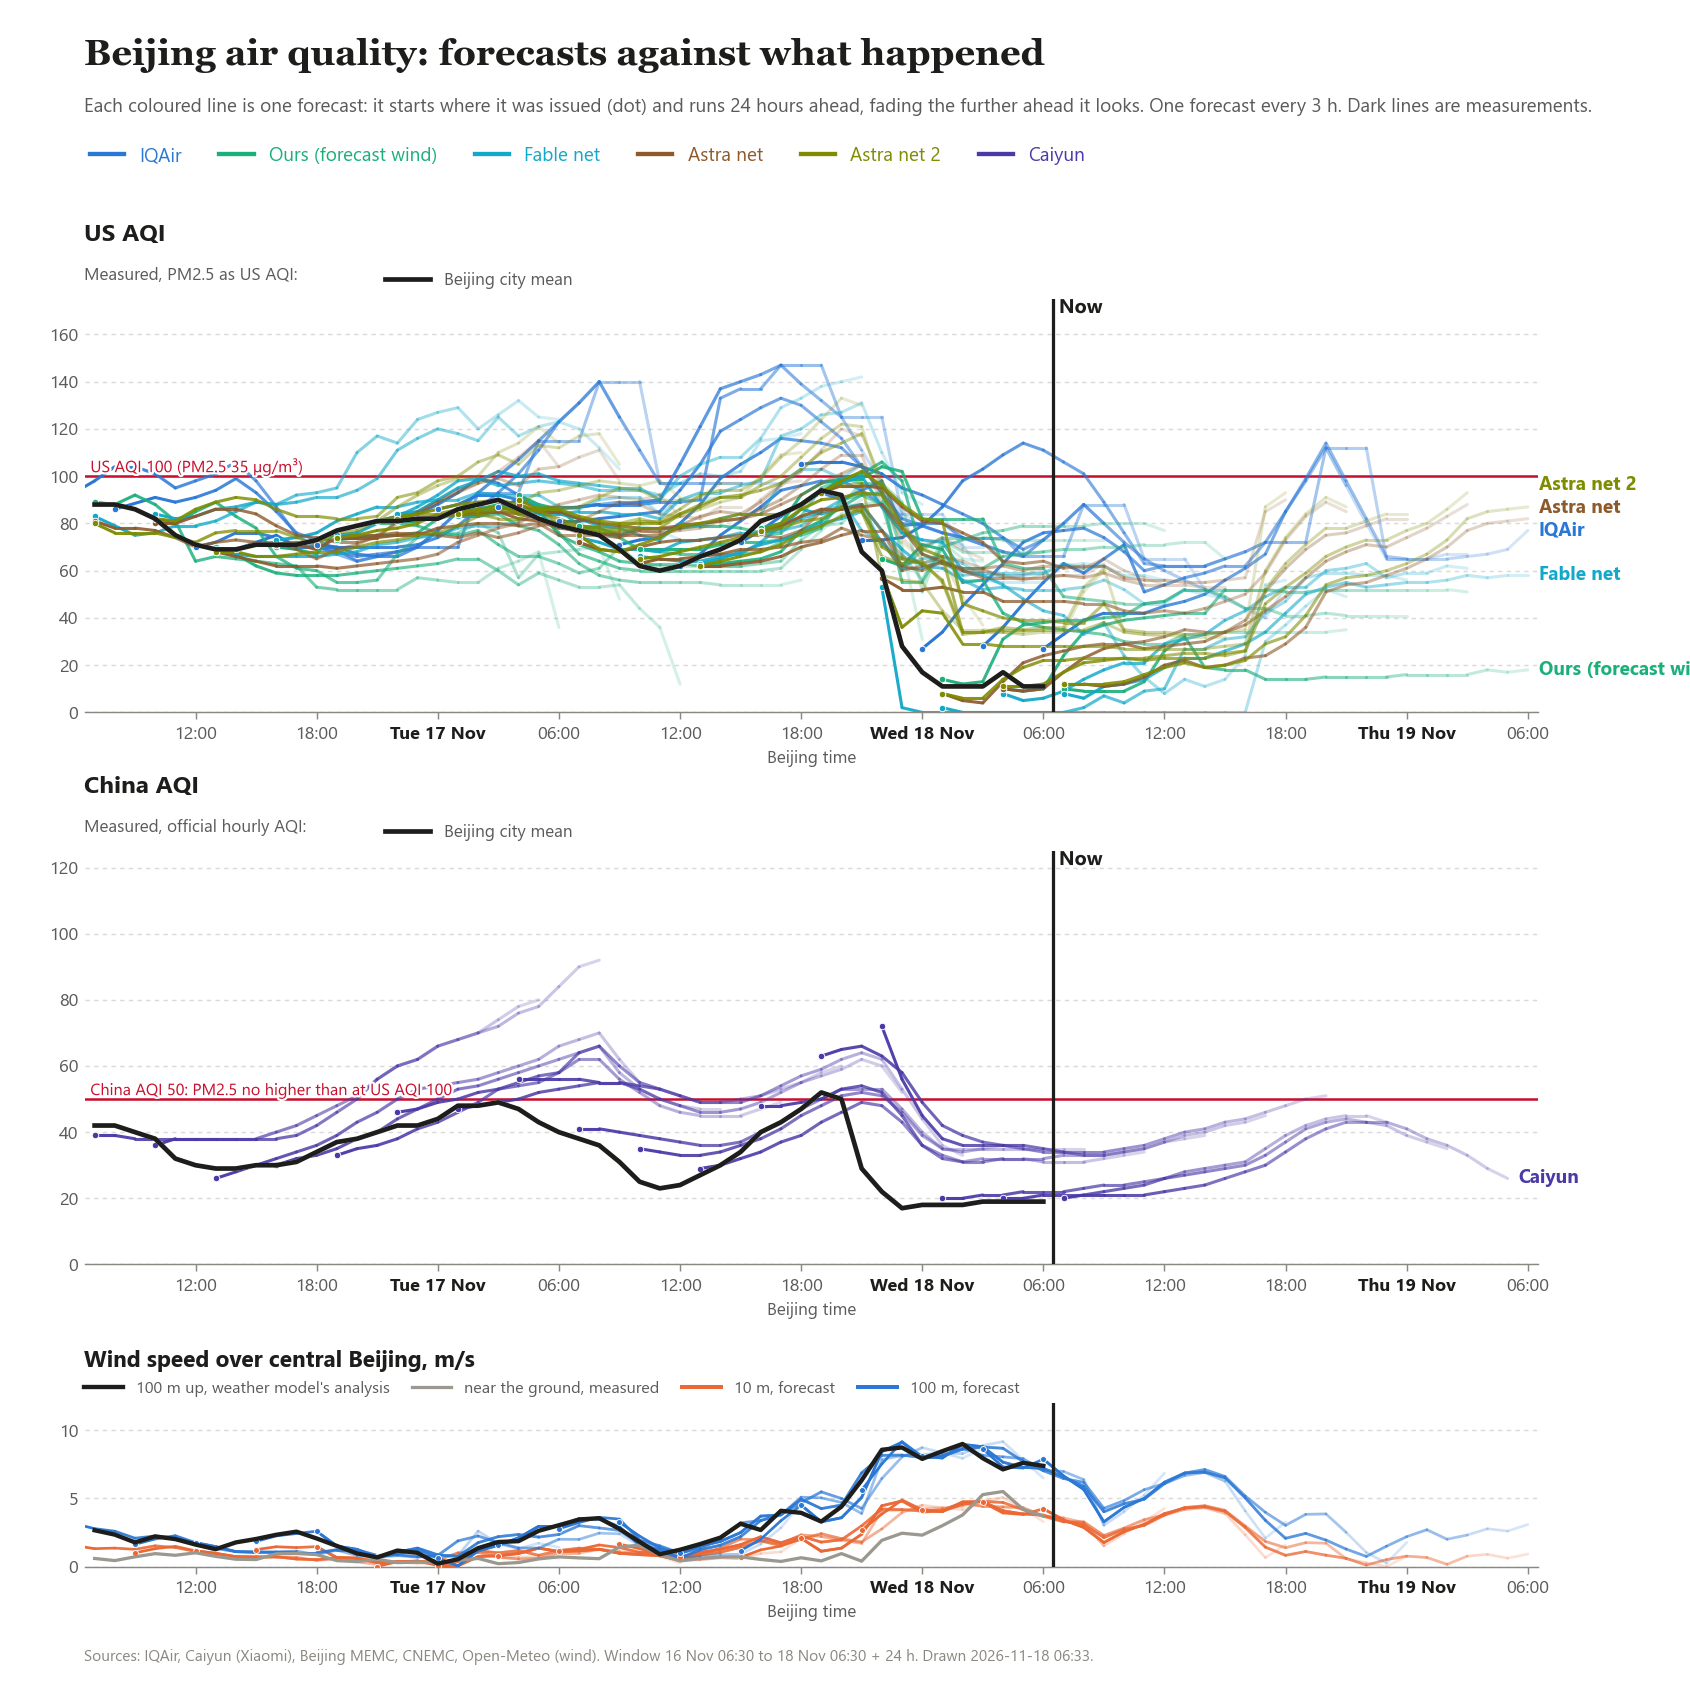 Beijing air quality: forecasts against what happened
Each coloured line is one forecast: it starts where it was issued (dot) and runs 24 hours ahead, fading the further ahead it looks. One forecast every 3 h. Dark lines are measurements.
IQAir Ours (forecast wind) Fable net Astra net Astra net 2 Caiyun
US AQI
Measured, PM2.5 as US AQI: Beijing city mean
Now
160
140
120
100
80
60
40
20
0
US AQI 100 (PM2.5 35 µg/m³)
Astra net 2
Astra net
IQAir
Fable net
Ours (forecast wi
12:00 18:00 Tue 17 Nov 06:00 12:00 18:00 Wed 18 Nov 06:00 12:00 18:00 Thu 19 Nov 06:00
Beijing time
China AQI
Measured, official hourly AQI: Beijing city mean
Now
120
100
80
60
40
20
0
China AQI 50: PM2.5 no higher than at US AQI 100
Caiyun
12:00 18:00 Tue 17 Nov 06:00 12:00 18:00 Wed 18 Nov 06:00 12:00 18:00 Thu 19 Nov 06:00
Beijing time
Wind speed over central Beijing, m/s
100 m up, weather model's analysis near the ground, measured 10 m, forecast 100 m, forecast
10
5
0
12:00 18:00 Tue 17 Nov 06:00 12:00 18:00 Wed 18 Nov 06:00 12:00 18:00 Thu 19 Nov 06:00
Beijing time
Sources: IQAir, Caiyun (Xiaomi), Beijing MEMC, CNEMC, Open-Meteo (wind). Window 16 Nov 06:30 to 18 Nov 06:30 + 24 h. Drawn 2026-11-18 06:33.